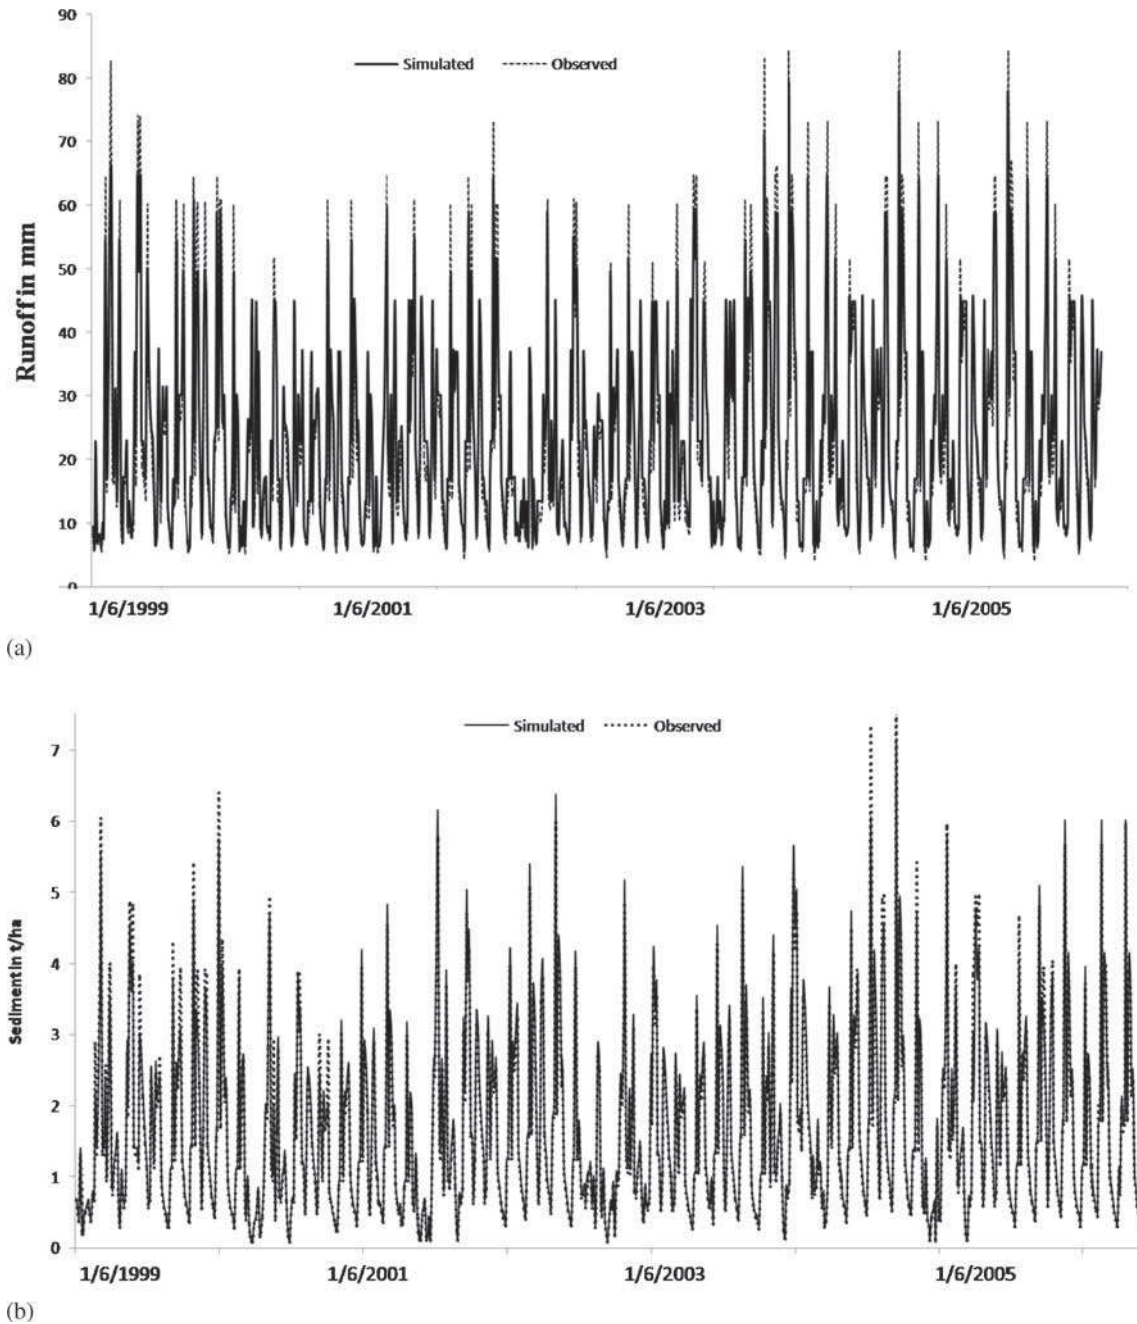 90
Simulated Observed
80
70
60
50
40
30
20
10
0
Runoff in mm
1/6/1999 1/6/2001 1/6/2003 1/6/2005
(a)
Simulated Observed
7
6
5
4
3
2
1
0
Sediment in t/ha
1/6/1999 1/6/2001 1/6/2003 1/6/2005
(b)